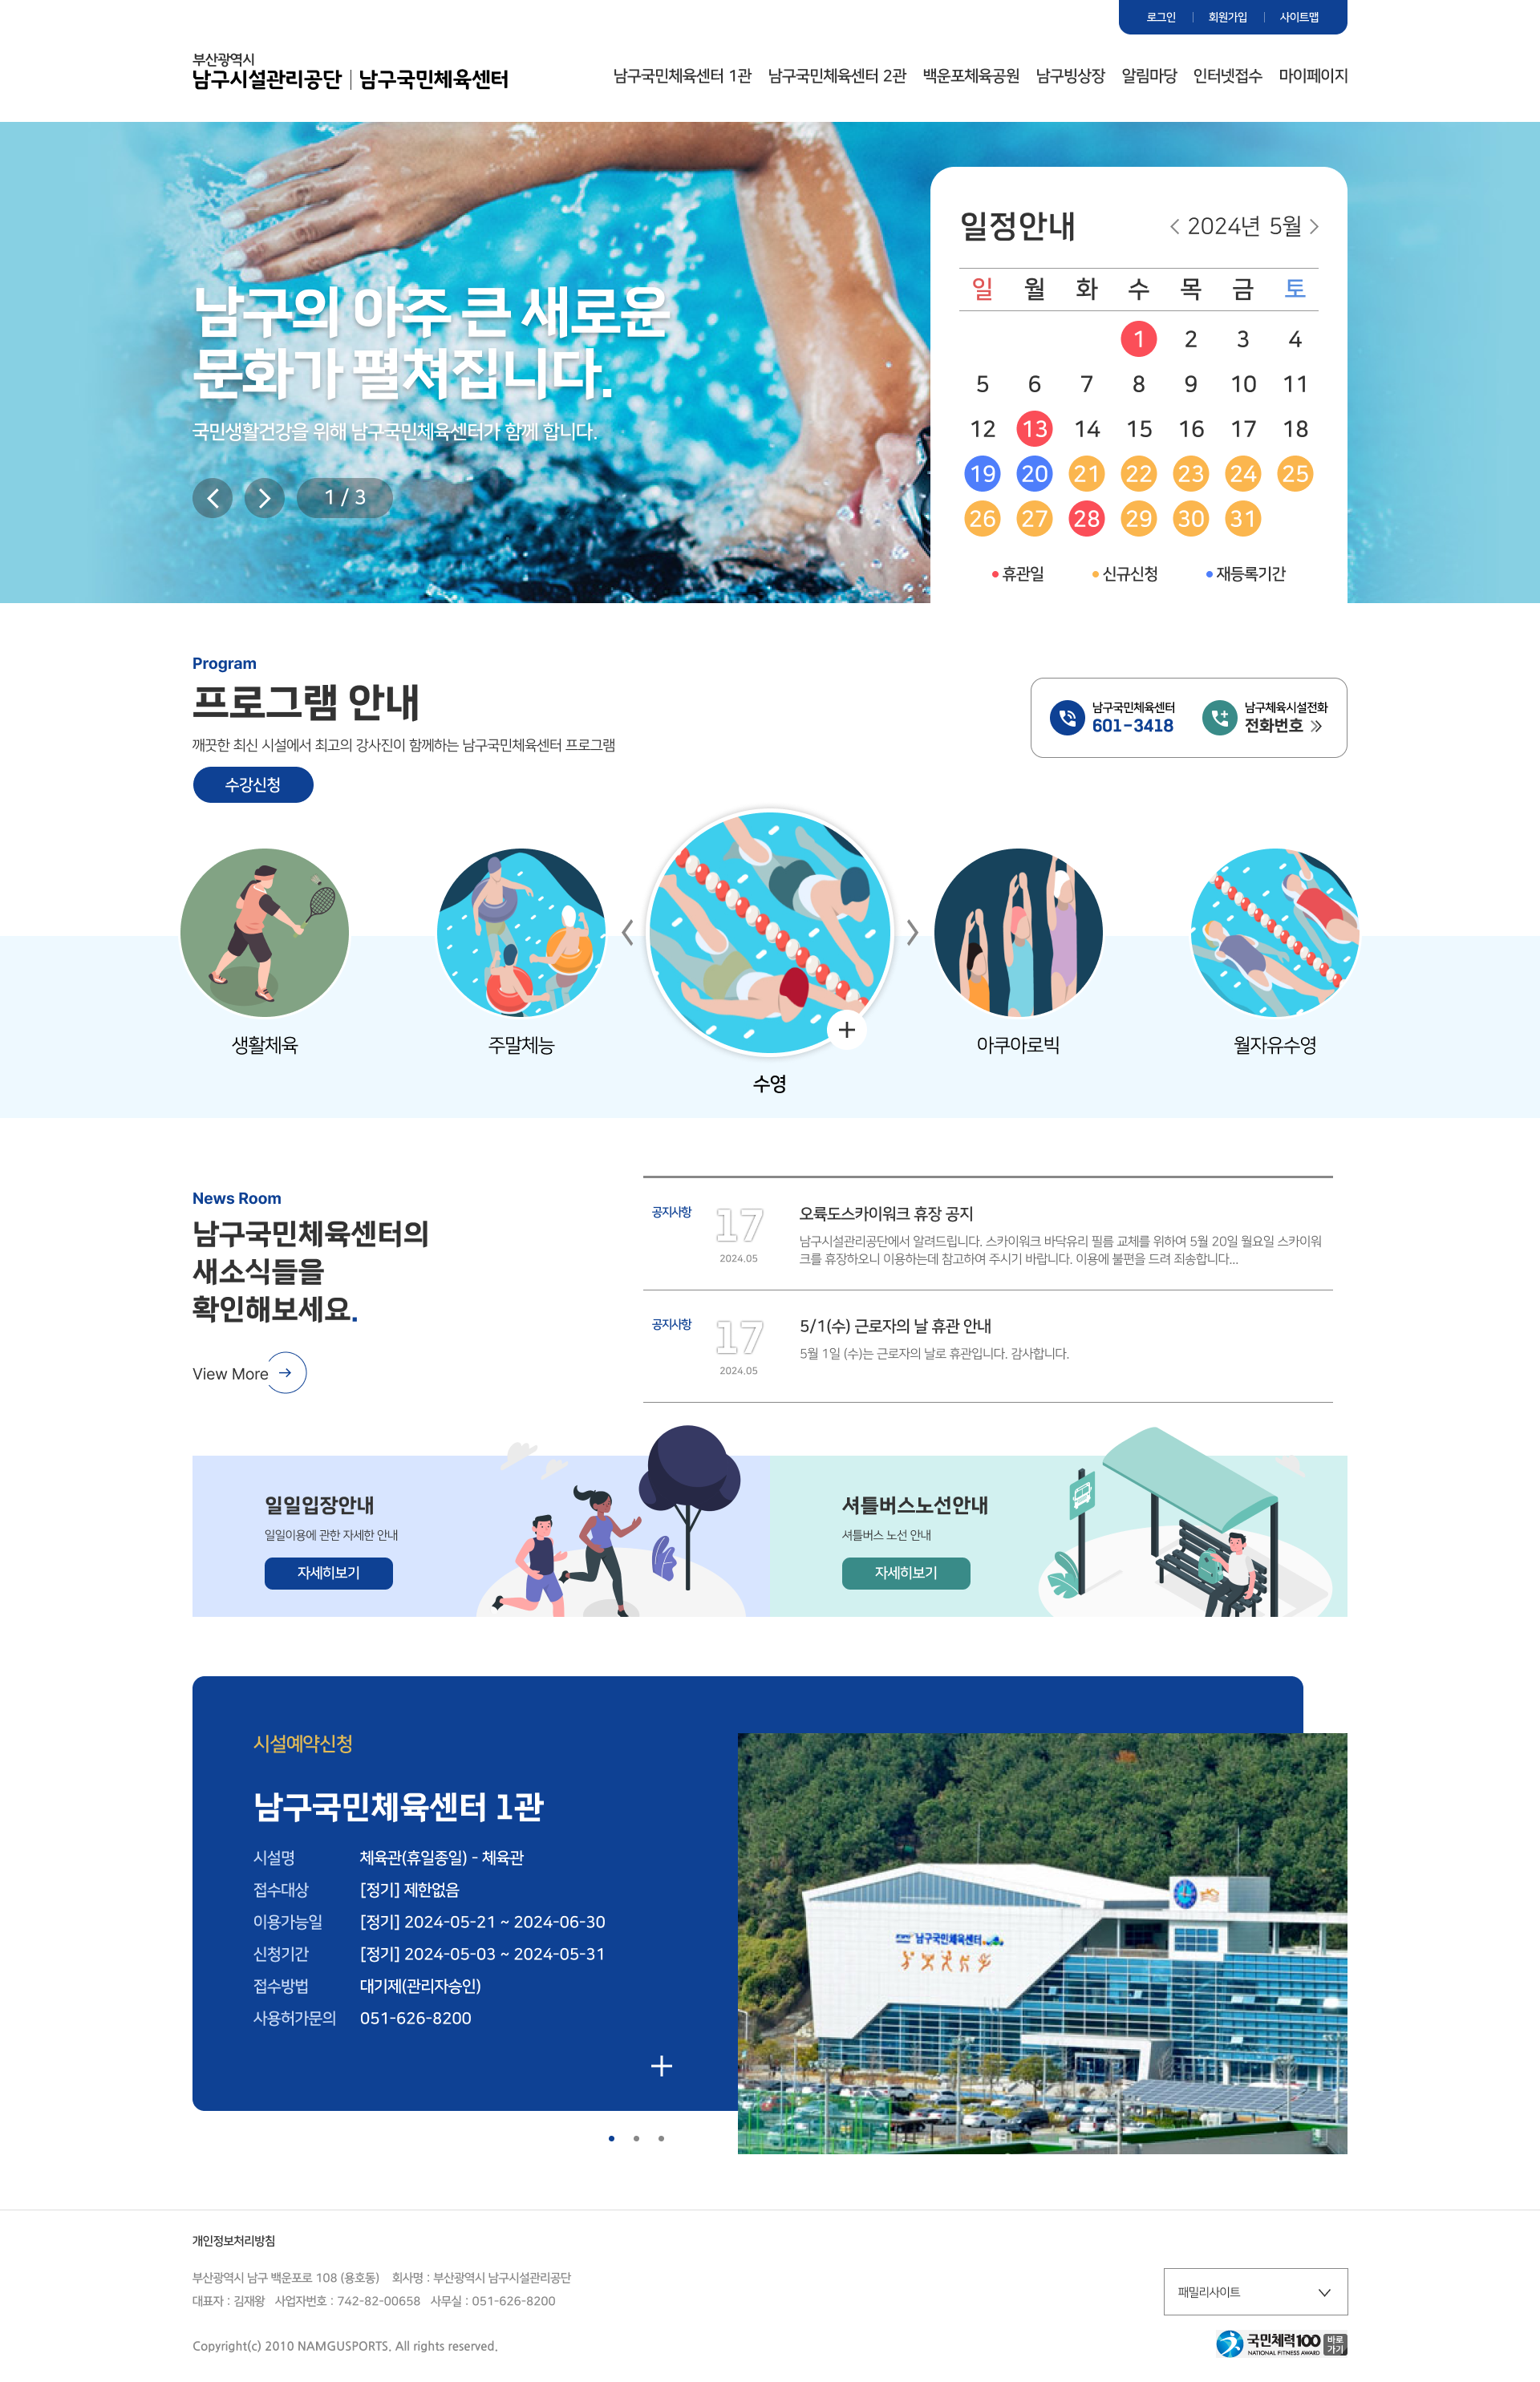 로그인 회원가입 사이트맵
부산광역시
남구시설관리공단 | 남구국민체육센터
남구국민체육센터 1관 남구국민체육센터 2관 백운포체육공원 남구빙상장 알림마당 인터넷접수 마이페이지
남구의 아주 큰 새로운
문화가 펼쳐집니다.
국민생활건강을 위해 남구국민체육센터가 함께 합니다.
1 / 3
일정안내
2024년 5월
일 월 화 수 목 금 토
1 2 3 4
5 6 7 8 9 10 11
12 13 14 15 16 17 18
19 20 21 22 23 24 25
26 27 28 29 30 31
휴관일 신규신청 재등록기간
Program
프로그램 안내
깨끗한 최신 시설에서 최고의 강사진이 함께하는 남구국민체육센터 프로그램
수강신청
남구국민체육센터
601-3418
남구체육시설전화
전화번호
생활체육
주말체능
수영
아쿠아로빅
월자유수영
News Room
남구국민체육센터의
새소식들을
확인해보세요.
View More
공지사항
17
2024.05
오륙도스카이워크 휴장 공지
남구시설관리공단에서 알려드립니다. 스카이워크 바닥유리 필름 교체를 위하여 5월 20일 월요일 스카이워
크를 휴장하오니 이용하는데 참고하여 주시기 바랍니다. 이용에 불편을 드려 죄송합니다...
공지사항
17
2024.05
5/1(수) 근로자의 날 휴관 안내
5월 1일 (수)는 근로자의 날로 휴관입니다. 감사합니다.
일일입장안내
일일이용에 관한 자세한 안내
자세히보기
셔틀버스노선안내
셔틀버스 노선 안내
자세히보기
시설예약신청
남구국민체육센터 1관
시설명 체육관(휴일종일) - 체육관
접수대상 [정기] 제한없음
이용가능일 [정기] 2024-05-21 ~ 2024-06-30
신청기간 [정기] 2024-05-03 ~ 2024-05-31
접수방법 대기제(관리자승인)
사용허가문의 051-626-8200
남구국민체육센터
개인정보처리방침
부산광역시 남구 백운포로 108 (용호동) 회사명 : 부산광역시 남구시설관리공단
대표자 : 김재왕 사업자번호 : 742-82-00658 사무실 : 051-626-8200
Copyright(c) 2010 NAMGUSPORTS. All rights reserved.
패밀리사이트
국민체력100
NATIONAL FITNESS AWARD
바로
가기